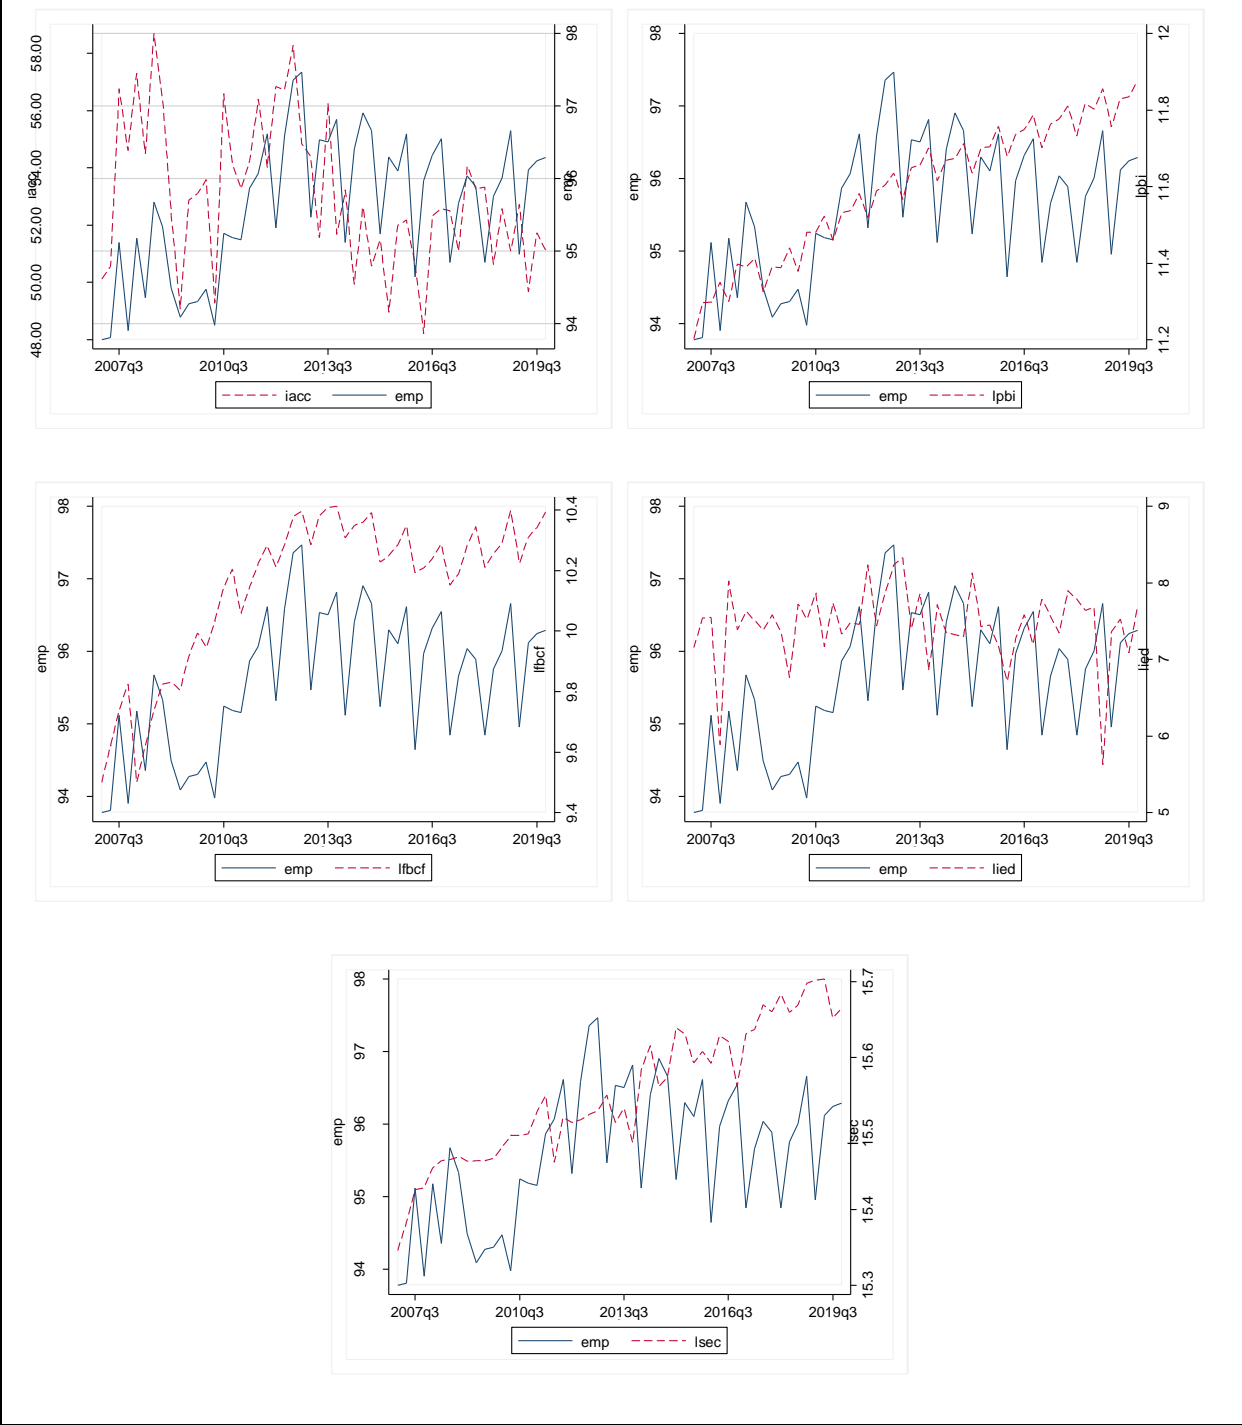 58.00
56.00
54.00
52.00
50.00
48.00
iacc
98
97
96
95
94
emp
2007q3 2010q3 2013q3 2016q3 2019q3
iacc emp
98
97
96
95
94
emp
12
11.8
11.6
11.4
11.2
lpbi
2007q3 2010q3 2013q3 2016q3 2019q3
emp lpbi
98
97
96
95
94
emp
10.4
10.2
10
9.8
9.6
9.4
lfbcf
2007q3 2010q3 2013q3 2016q3 2019q3
emp lfbcf
98
97
96
95
94
emp
9
8
7
6
5
lied
2007q3 2010q3 2013q3 2016q3 2019q3
emp lied
98
97
96
95
94
emp
15.7
15.6
15.5
15.4
15.3
lsec
2007q3 2010q3 2013q3 2016q3 2019q3
emp lsec